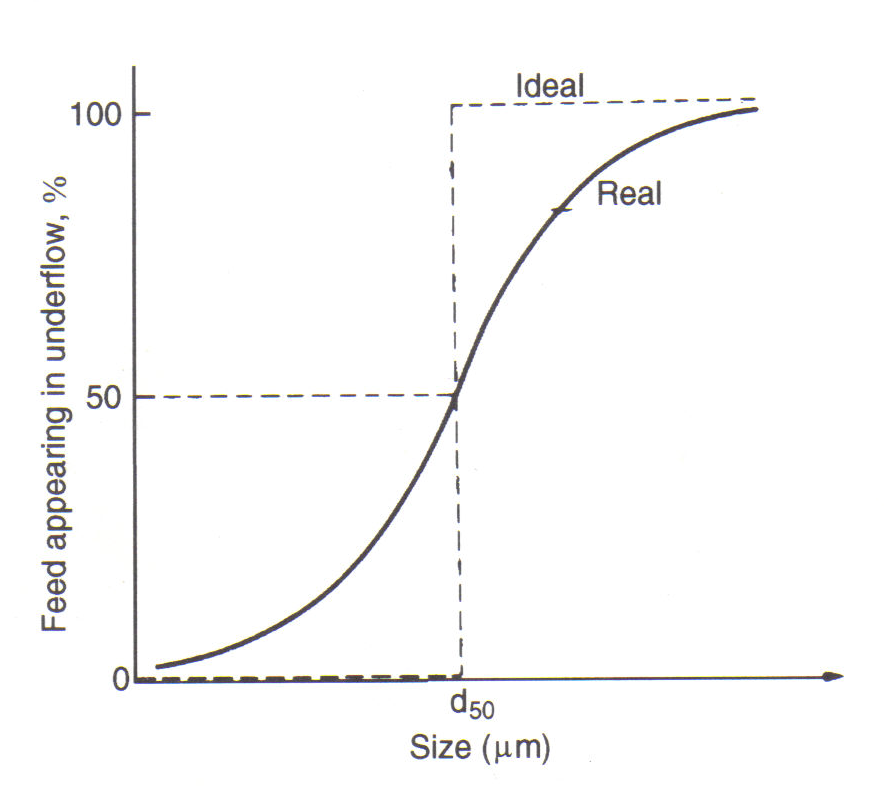 Ideal
100
Real
Feed appearing in underflow, %
50
0
d₅₀
Size (μm)